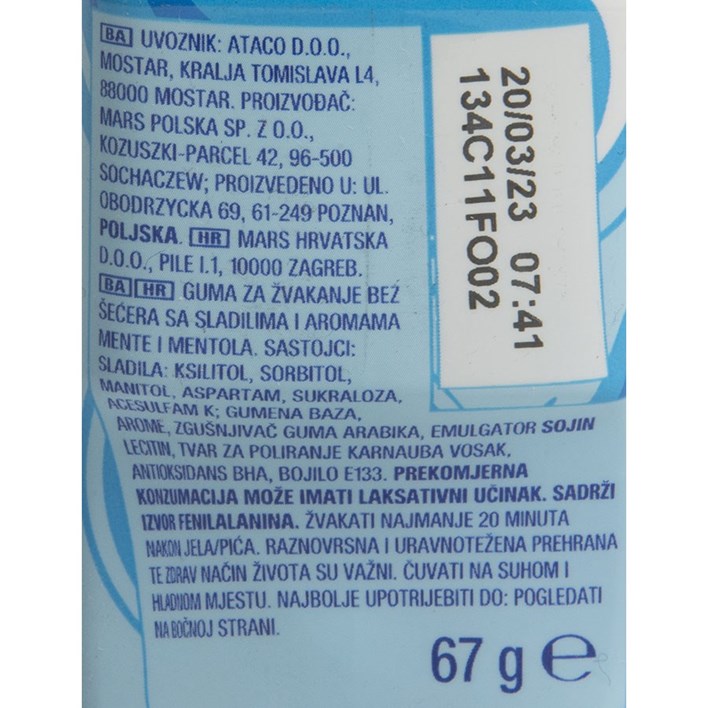 BA UVOZNIK: ATACO D.O.O.,
MOSTAR, KRALJA TOMISLAVA L4,
88000 MOSTAR. PROIZVOĐAČ:
MARS POLSKA SP. Z O.O.,
KOZUSZKI-PARCEL 42, 96-500
SOCHACZEW; PROIZVEDENO U: UL.
OBODRZYCKA 69, 61-249 POZNAN,
POLJSKA. HR MARS HRVATSKA
D.O.O., PILE I.1, 10000 ZAGREB.
BA HR GUMA ZA ŽVAKANJE BEZ
ŠEĆERA SA SLADILIMA I AROMAMA
MENTE I MENTOLA. SASTOJCI:
SLADILA: KSILITOL, SORBITOL,
MANITOL, ASPARTAM, SUKRALOZA,
ACESULFAM K; GUMENA BAZA,
AROME, ZGUŠNJIVAČ GUMA ARABIKA, EMULGATOR SOJIN
LECITIN, TVAR ZA POLIRANJE KARNAUBA VOSAK,
ANTIOKSIDANS BHA, BOJILO E133. PREKOMJERNA
KONZUMACIJA MOŽE IMATI LAKSATIVNI UČINAK. SADRŽI
IZVOR FENILALANINA. ŽVAKATI NAJMANJE 20 MINUTA
NAKON JELA/PIĆA. RAZNOVRSNA I URAVNOTEŽENA PREHRANA
TE ZDRAV NAČIN ŽIVOTA SU VAŽNI. ČUVATI NA SUHOM I
HLADNOM MJESTU. NAJBOLJE UPOTRIJEBITI DO: POGLEDATI
NA BOČNOJ STRANI.
67 g e
20/03/23 07:41
134C11FO02